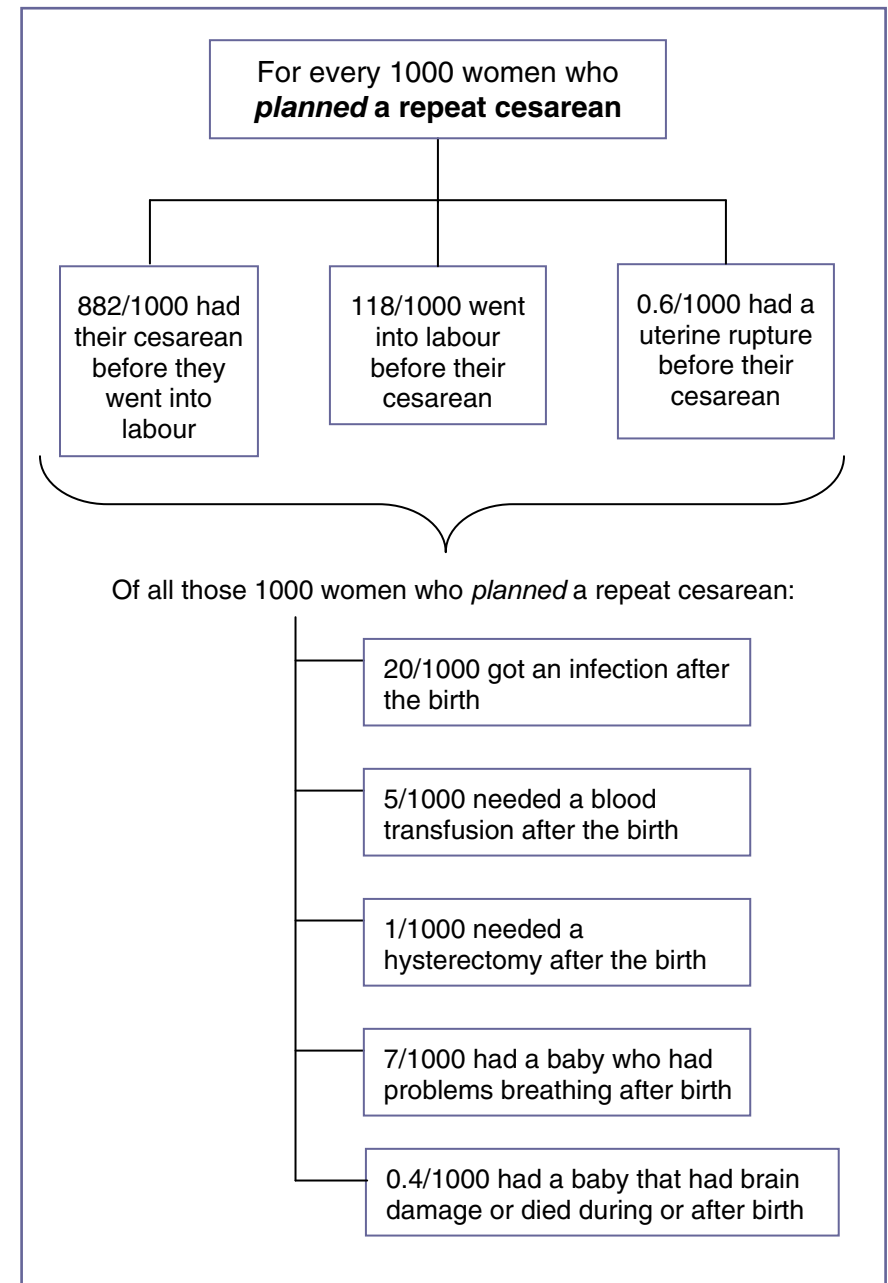 For every 1000 women who
planned a repeat cesarean
882/1000 had
their cesarean
before they
went into
labour
118/1000 went
into labour
before their
cesarean
0.6/1000 had a
uterine rupture
before their
cesarean
Of all those 1000 women who planned a repeat cesarean:
20/1000 got an infection after
the birth
5/1000 needed a blood
transfusion after the birth
1/1000 needed a
hysterectomy after the birth
7/1000 had a baby who had
problems breathing after birth
0.4/1000 had a baby that had brain
damage or died during or after birth